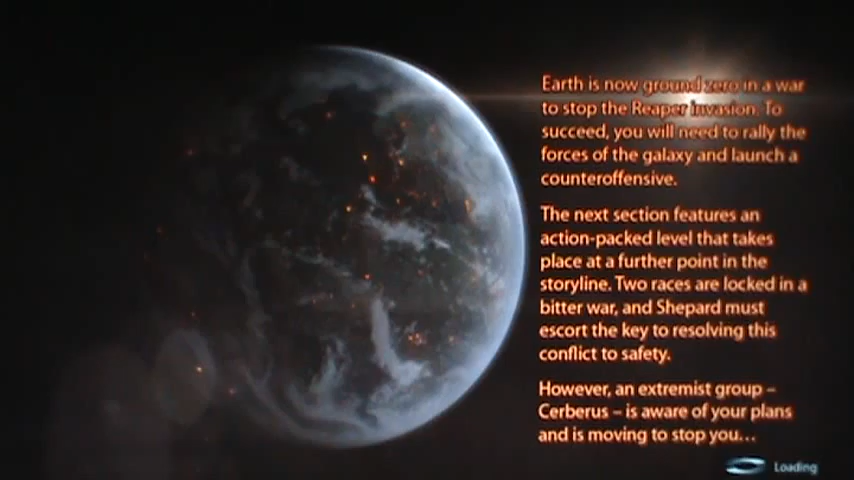 Earth is now ground zero in a war
to stop the Reaper invasion. To
succeed, you will need to rally the
forces of the galaxy and launch a
counteroffensive.
The next section features an
action-packed level that takes
place at a further point in the
storyline. Two races are locked in a
bitter war, and Shepard must
escort the key to resolving this
conflict to safety.
However, an extremist group –
Cerberus – is aware of your plans
and is moving to stop you...
Loading